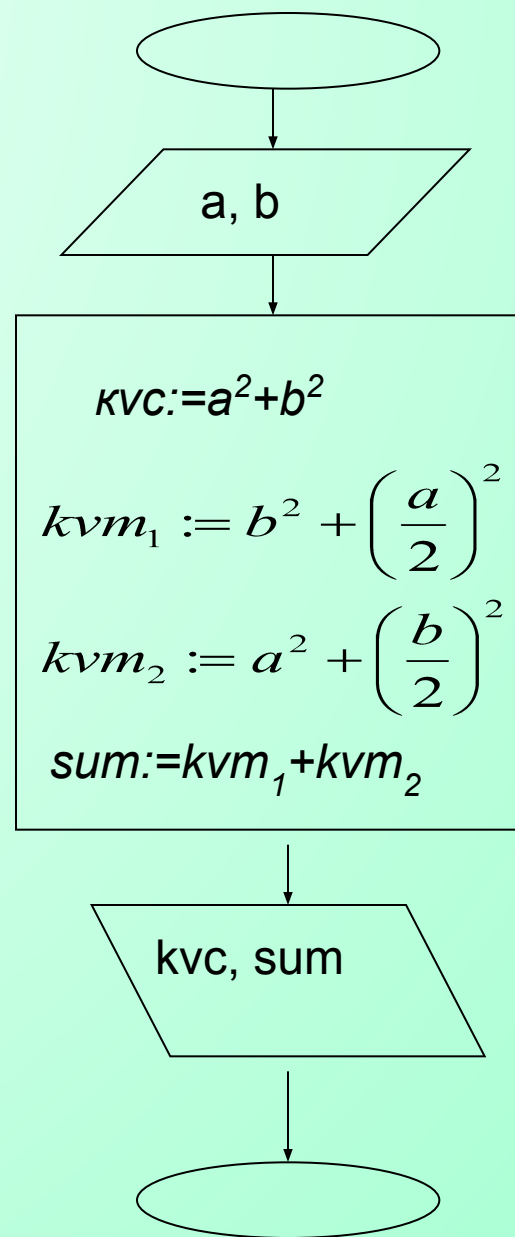 a, b
кvc:=a²+b²
kvm₁ := b² + (a/2)²
kvm₂ := a² + (b/2)²
sum:=kvm₁+kvm₂
kvc, sum